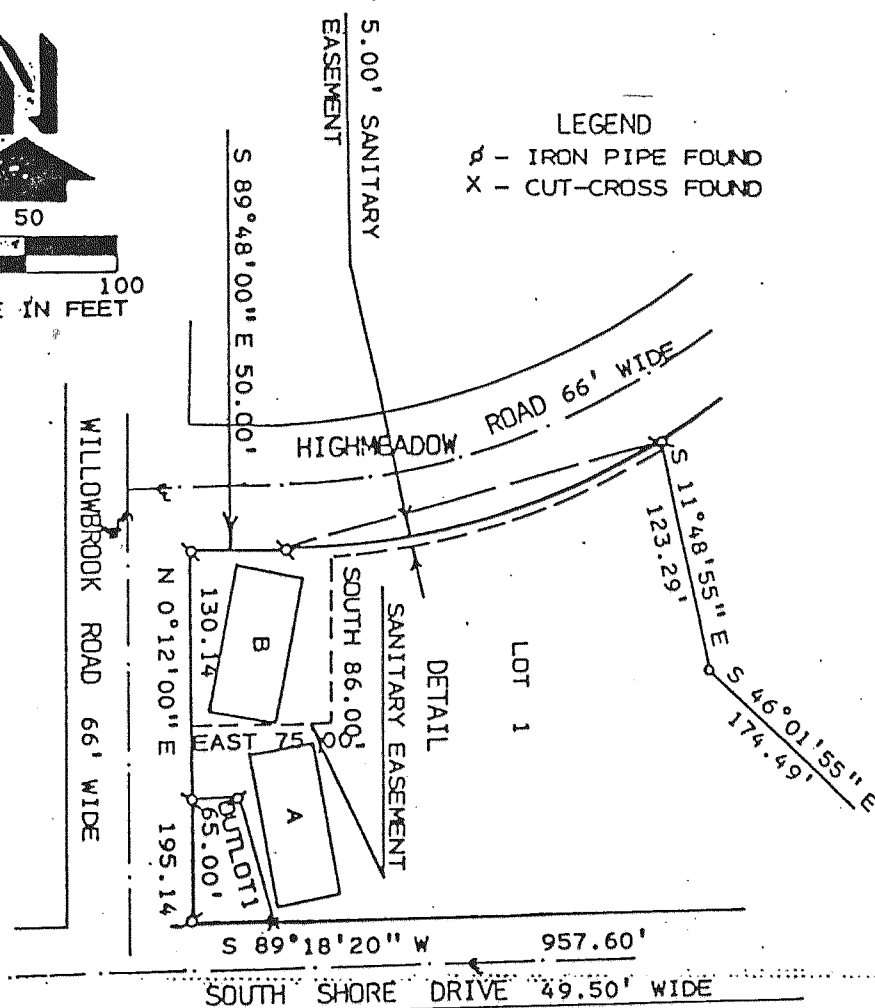 N
50
100
E IN FEET
5.00' SANITARY
EASEMENT
LEGEND
ø - IRON PIPE FOUND
X - CUT-CROSS FOUND
S 89°48'00" E 50.00'
HIGHMEADOW ROAD 66' WIDE
WILLOWBROOK ROAD 66' WIDE
S 11°48'55" E
123.29'
S 46°01'55" E
174.49'
N 0°12'00" E 195.14
130.14
B
SOUTH 86.00'
SANITARY EASEMENT
DETAIL
LOT 1
EAST 75.00'
A
OUTLOT 1
65.00'
S 89°18'20" W 957.60'
SOUTH SHORE DRIVE 49.50' WIDE